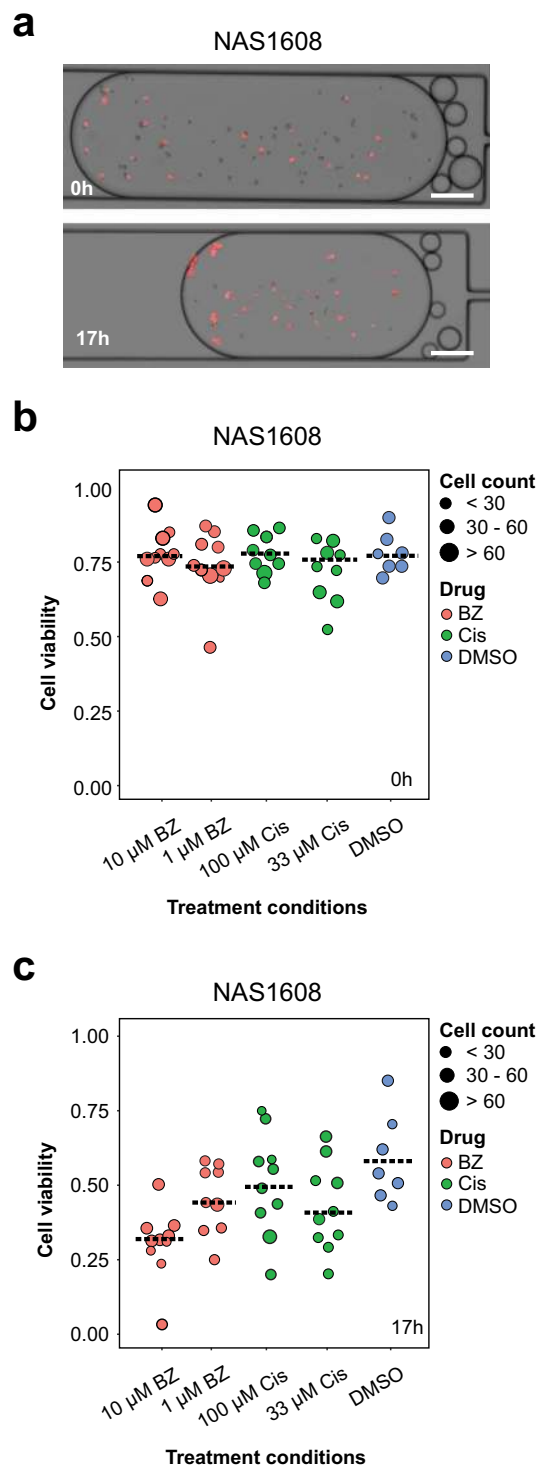 a
NAS1608
0h
17h
b
NAS1608
Cell viability
1.00
0.75
0.50
0.25
0.00
0h
10 µM BZ
1 µM BZ
100 µM Cis
33 µM Cis
DMSO
Treatment conditions
Cell count
< 30
30 - 60
> 60
Drug
BZ
Cis
DMSO
c
NAS1608
Cell viability
1.00
0.75
0.50
0.25
0.00
17h
10 µM BZ
1 µM BZ
100 µM Cis
33 µM Cis
DMSO
Treatment conditions
Cell count
< 30
30 - 60
> 60
Drug
BZ
Cis
DMSO